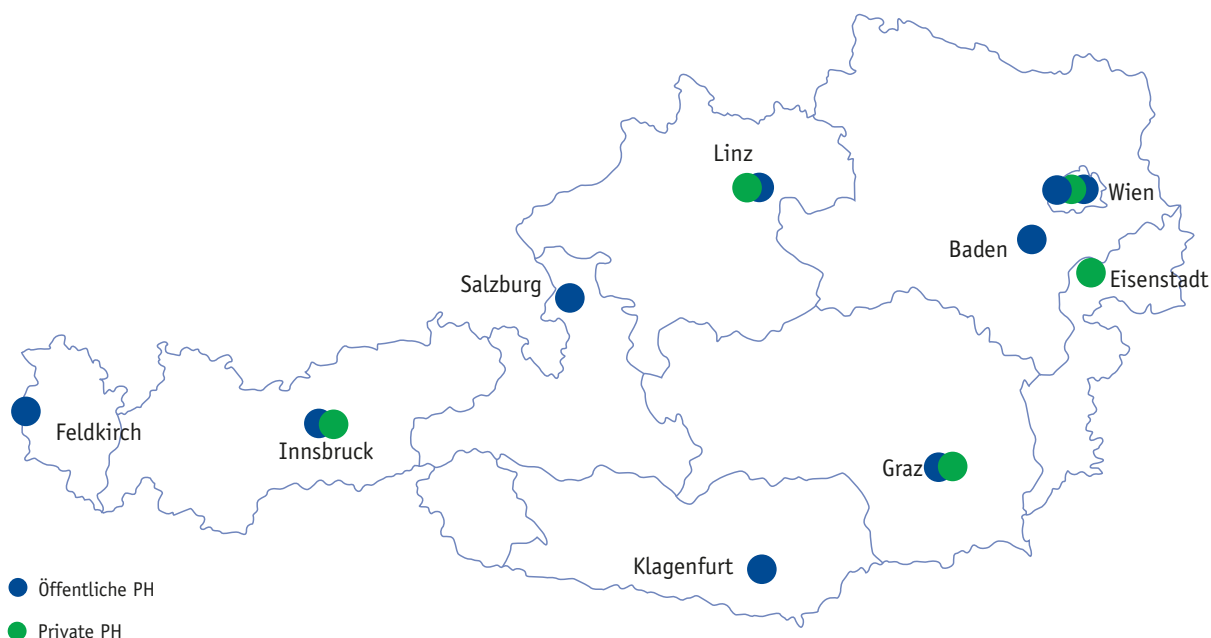 Linz
Wien
Baden
Salzburg
Eisenstadt
Feldkirch
Innsbruck
Graz
Klagenfurt
Öffentliche PH
Private PH